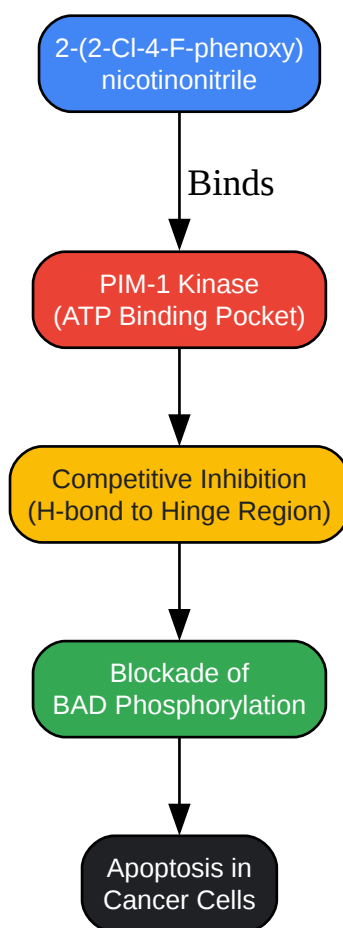 2-(2-Cl-4-F-phenoxy)
nicotinonitrile
Binds
PIM-1 Kinase
(ATP Binding Pocket)
Competitive Inhibition
(H-bond to Hinge Region)
Blockade of
BAD Phosphorylation
Apoptosis in
Cancer Cells